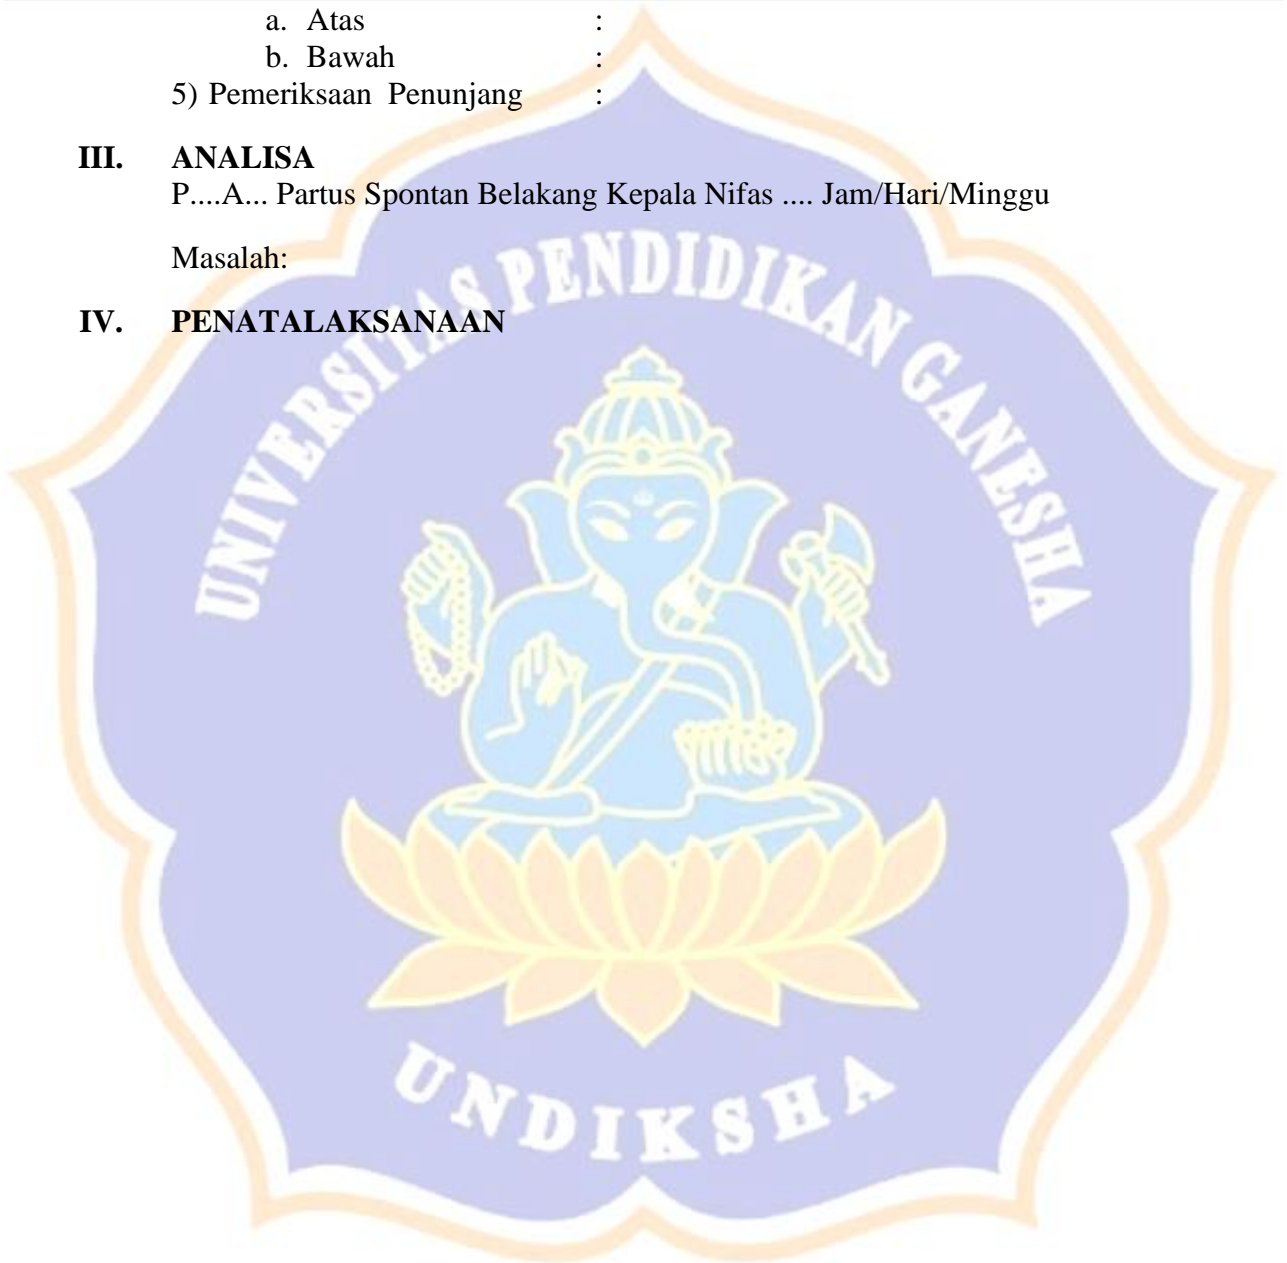 a. Atas :
b. Bawah :
5) Pemeriksaan Penunjang :
III. ANALISA
P....A... Partus Spontan Belakang Kepala Nifas .... Jam/Hari/Minggu
Masalah:
IV. PENATALAKSANAAN
UNIVERSITAS PENDIDIKAN GANESHA
UNDIKSHA